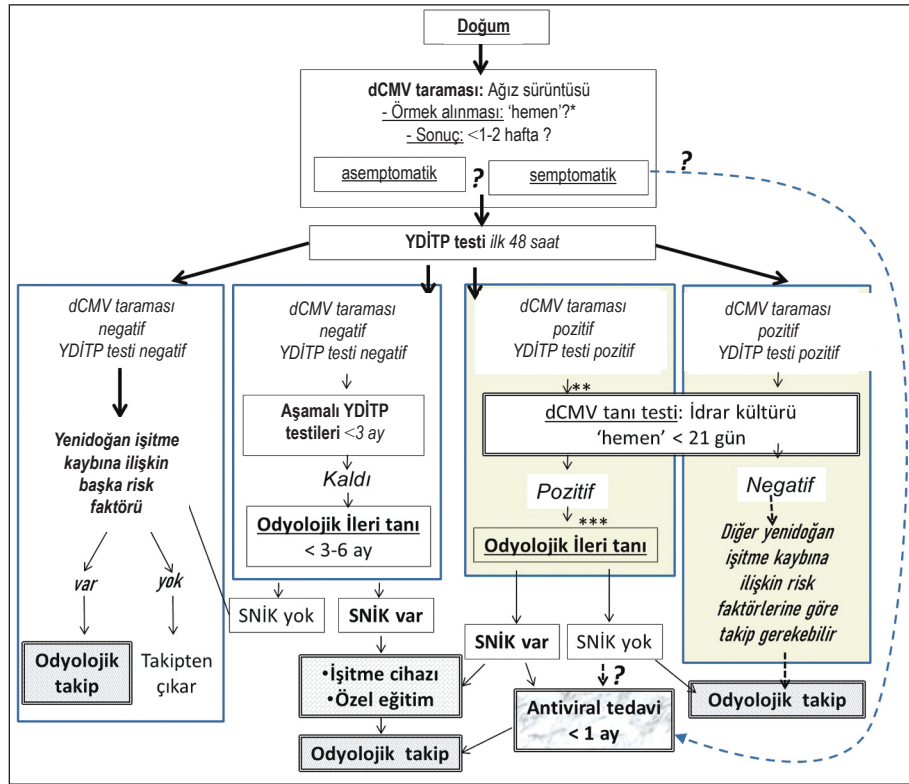 Doğum
dCMV taraması: Ağız sürüntüsü
- Örmek alınması: 'hemen'?*
- Sonuç: <1-2 hafta ?
asemptomatik
?
semptomatik
?
YDİTP testi ilk 48 saat
dCMV taraması
negatif
YDİTP testi negatif
Yenidoğan işitme
kaybına ilişkin
başka risk
faktörü
var
yok
Odyolojik
takip
Takipten
çıkar
dCMV taraması
negatif
YDİTP testi negatif
Aşamalı YDİTP
testileri <3 ay
Kaldı
Odyolojik İleri tanı
< 3-6 ay
SNİK yok
SNİK var
dCMV taraması
pozitif
YDİTP testi pozitif
**
dCMV taraması
pozitif
YDİTP testi pozitif
dCMV tanı testi: İdrar kültürü
'hemen' < 21 gün
Pozitif
***
Odyolojik İleri tanı
Negatif
Diğer yenidoğan
işitme kaybına
ilişkin risk
faktörlerine göre
takip gerekebilir
SNİK var
SNİK yok
?
•İşitme cihazı
•Özel eğitim
Antiviral tedavi
< 1 ay
Odyolojik takip
Odyolojik takip